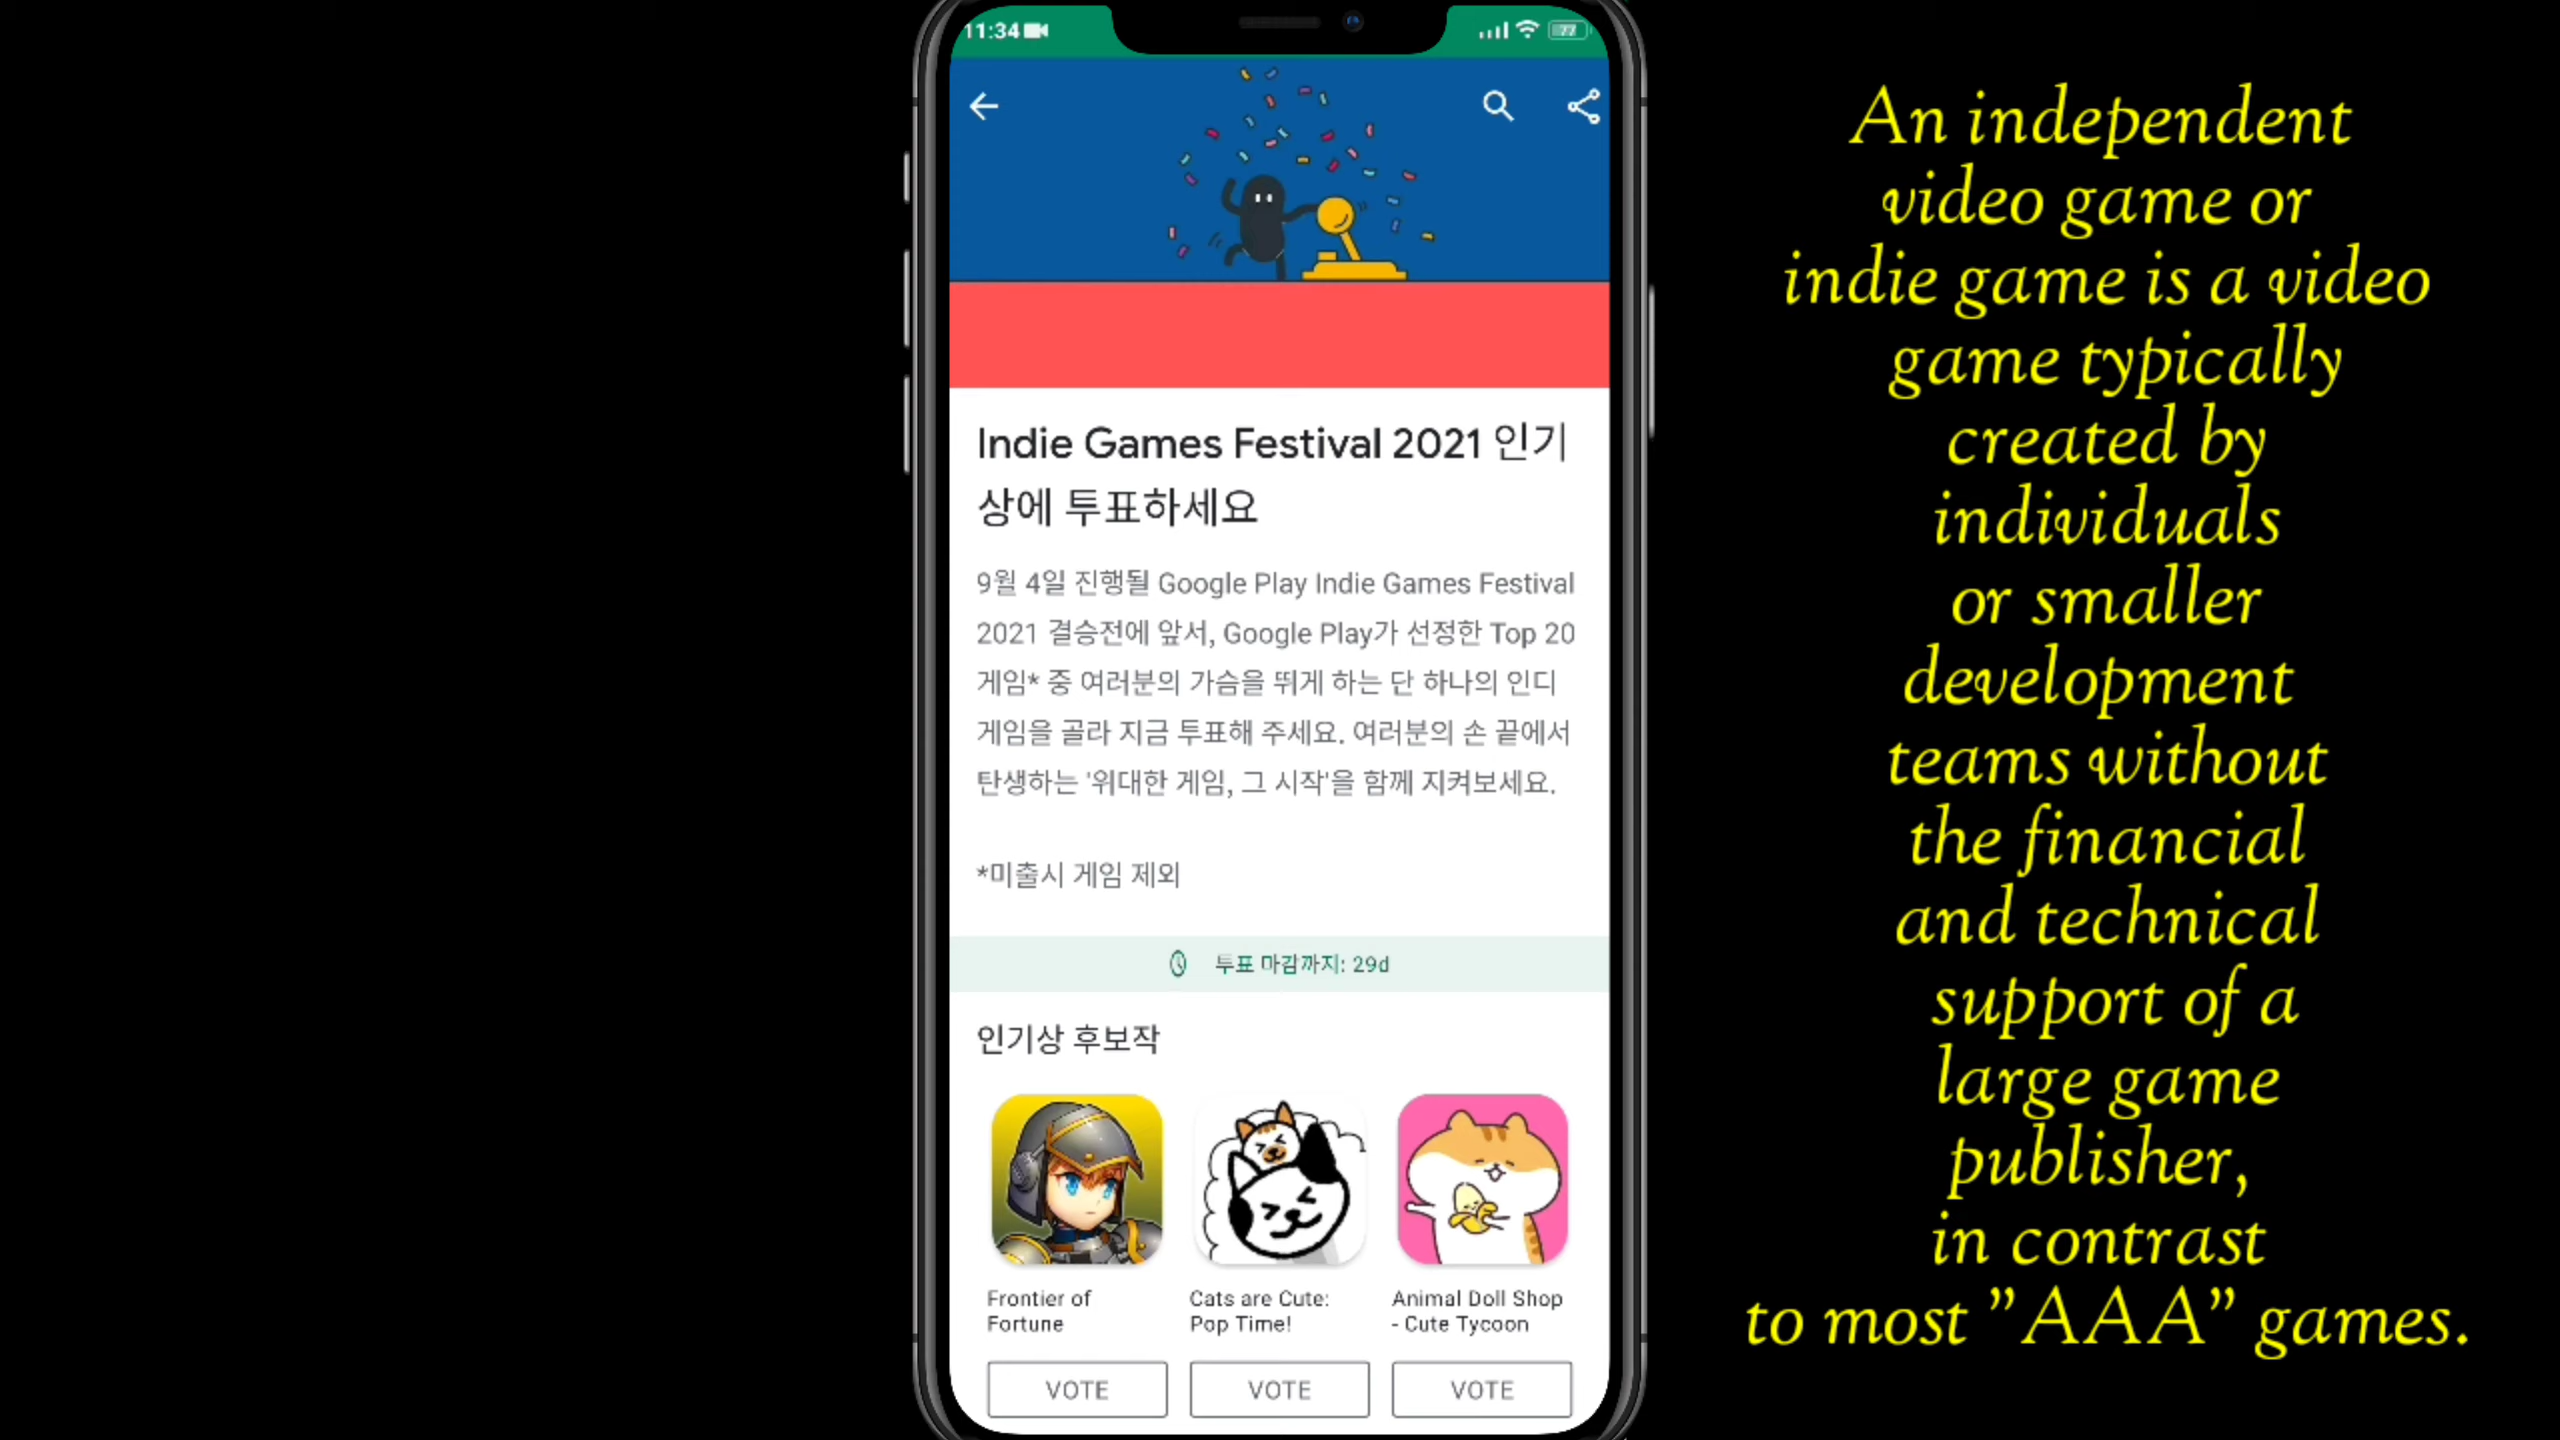 11:34
77
Indie Games Festival 2021 인기
상에 투표하세요
9월 4일 진행될 Google Play Indie Games Festival
2021 결승전에 앞서, Google Play가 선정한 Top 20
게임* 중 여러분의 가슴을 뛰게 하는 단 하나의 인디
게임을 골라 지금 투표해 주세요. 여러분의 손 끝에서
탄생하는 '위대한 게임, 그 시작'을 함께 지켜보세요.
*미출시 게임 제외
투표 마감까지: 29d
인기상 후보작
Frontier of
Fortune
Cats are Cute:
Pop Time!
Animal Doll Shop
- Cute Tycoon
VOTE
VOTE
VOTE
An independent
video game or
indie game is a video
game typically
created by
individuals
or smaller
development
teams without
the financial
and technical
support of a
large game
publisher,
in contrast
to most "AAA" games.